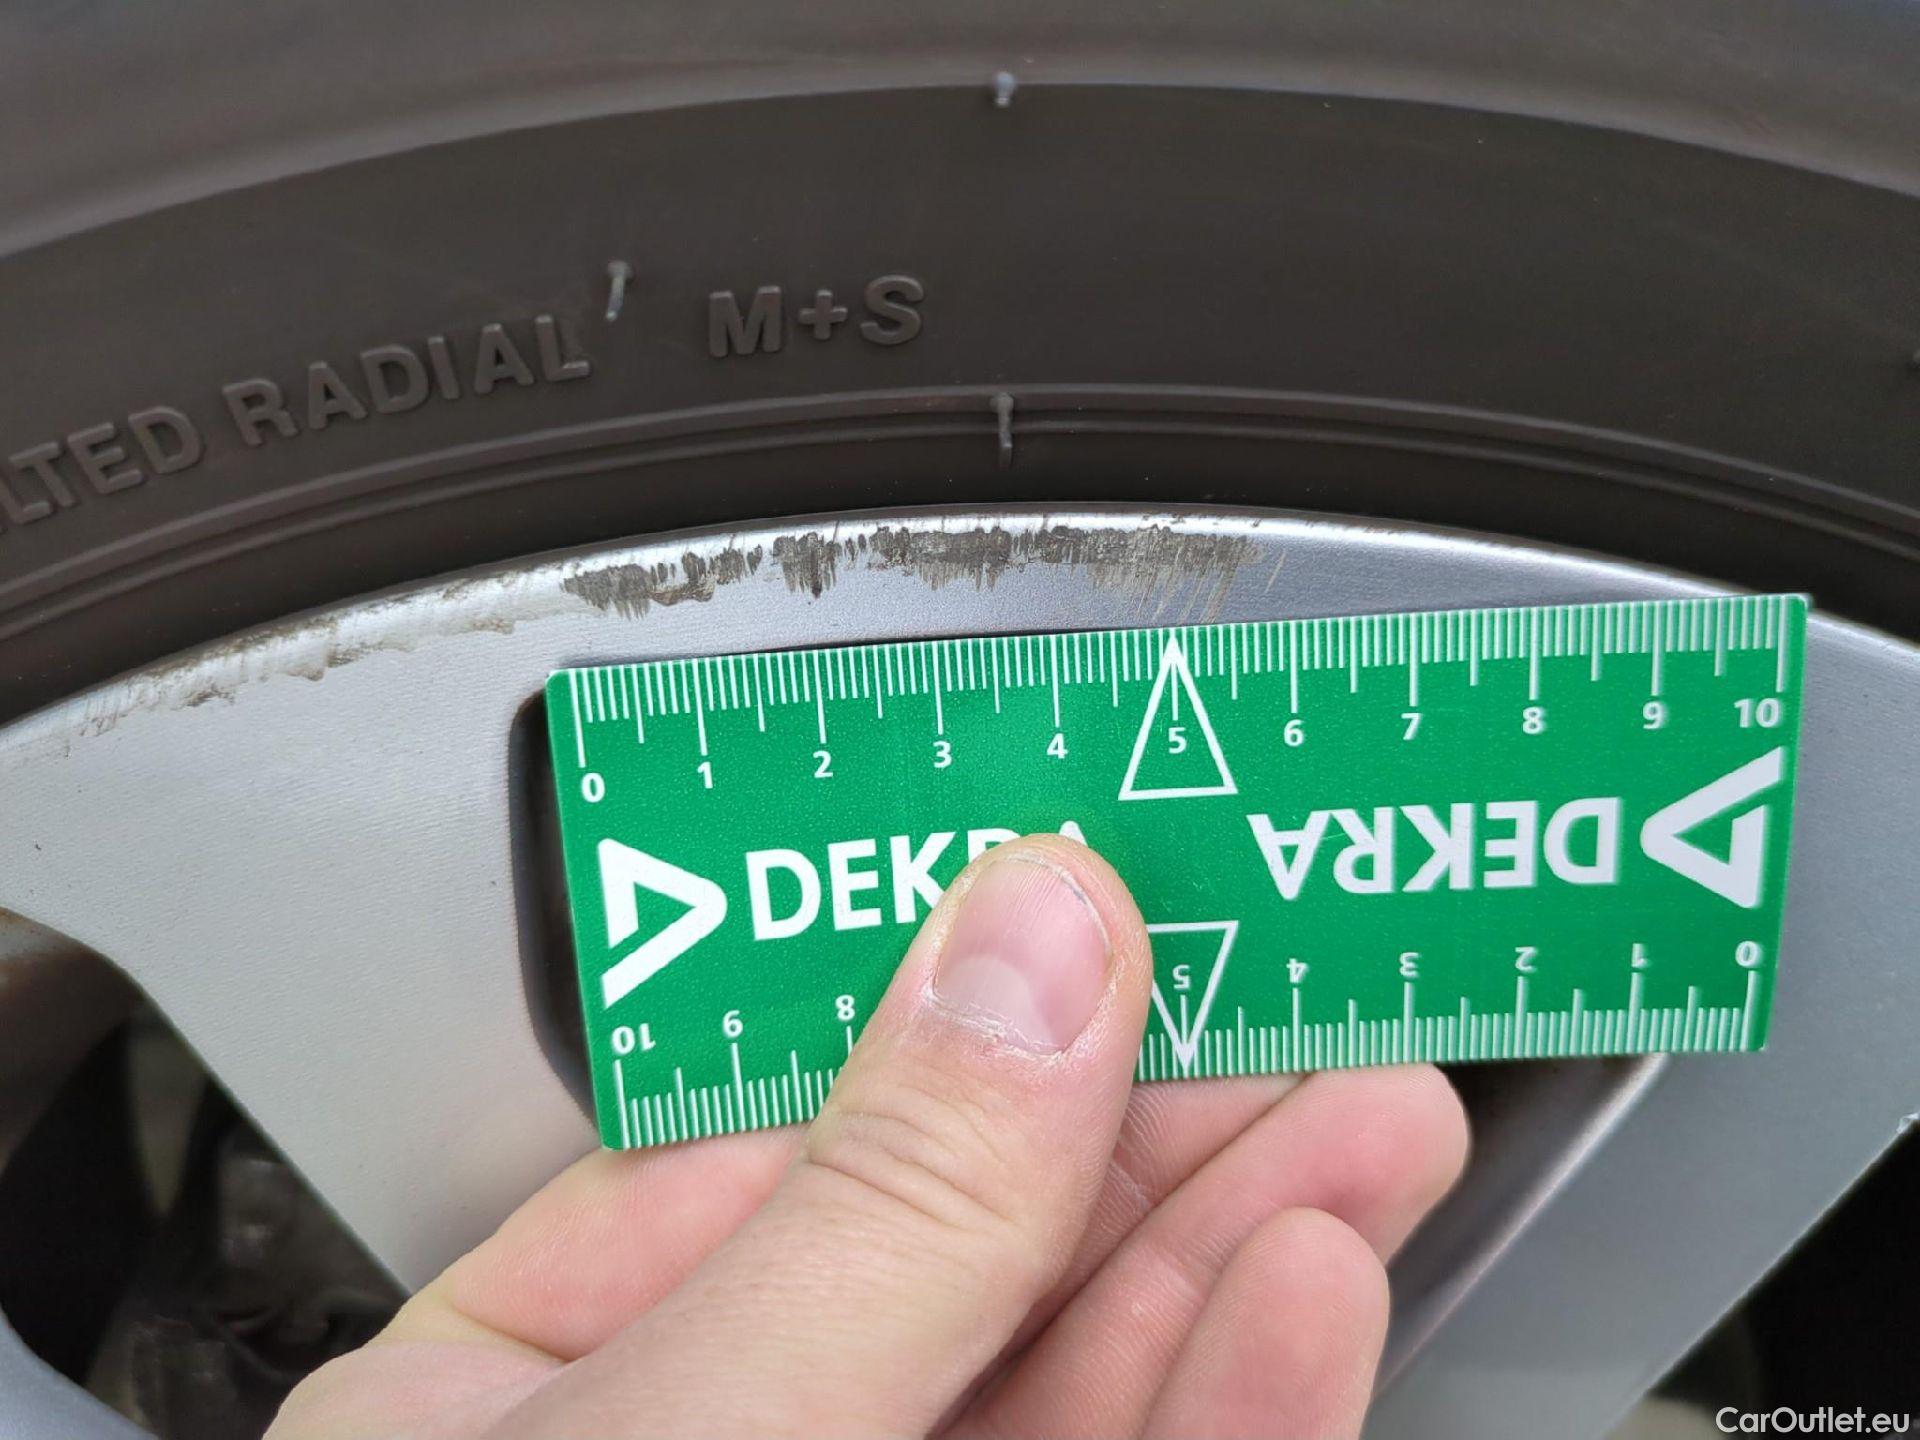 LTED RADIAL M+S
0 1 2 3 4 5 6 7 8 9 10
DEKRA DEKRA
10 9 8 5 4 3 2 1 0
CarOutlet.eu